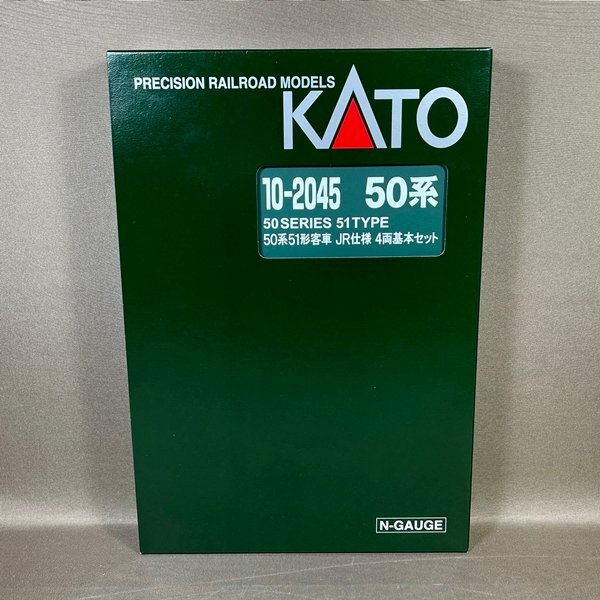 PRECISION RAILROAD MODELS
KATO
10-2045 50系
50 SERIES 51 TYPE
50系51形客車 JR仕様 4両基本セット
N-GAUGE